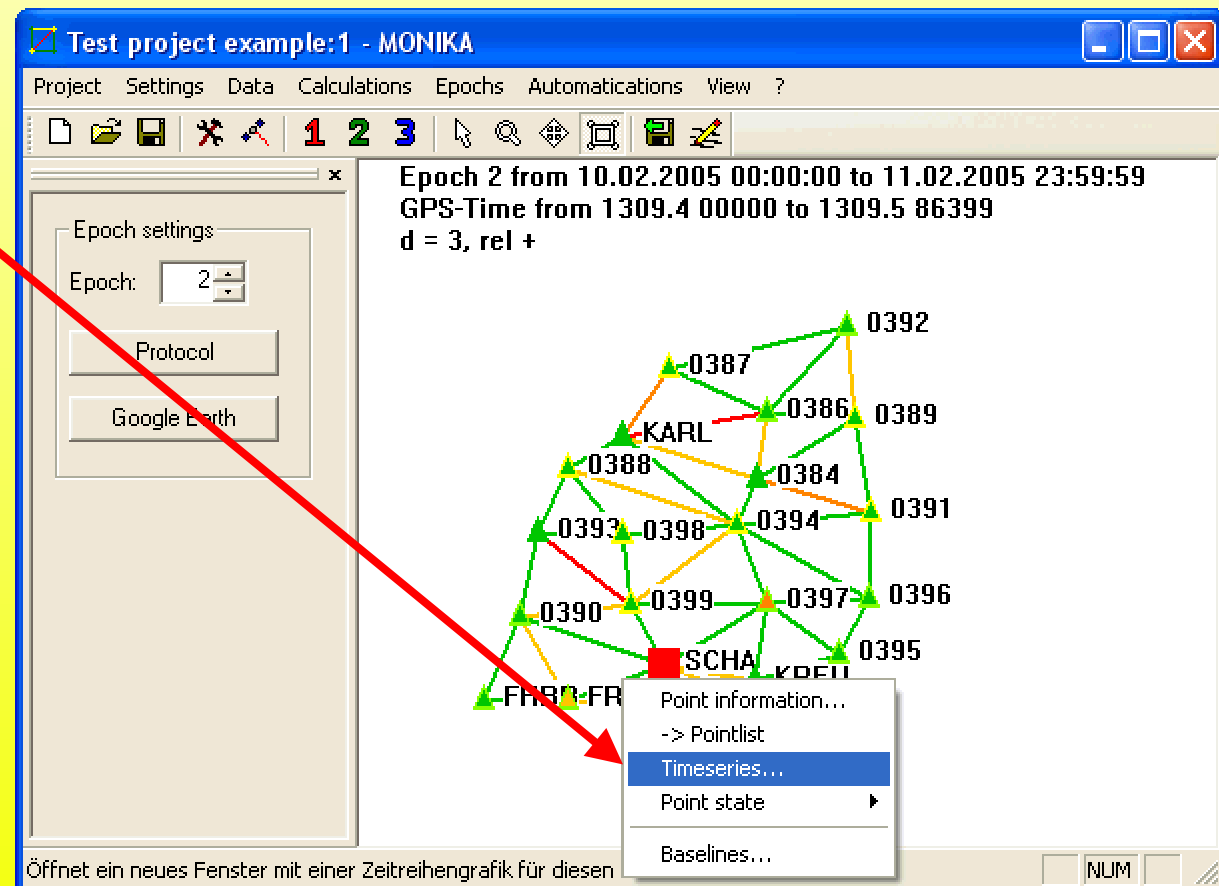 Test project example:1 - MONIKA
Project Settings Data Calculations Epochs Automatications View ?
1 2 3
x
Epoch 2 from 10.02.2005 00:00:00 to 11.02.2005 23:59:59
GPS-Time from 1309.4 00000 to 1309.5 86399
d = 3, rel +
Epoch settings
Epoch: 2
Protocol
Google Earth
0392
0387
0386
0389
KARL
0388
0384
0391
0393
0398
0394
0390
0399
0397
0396
SCHA
0395
Point information...
-> Pointlist
Timeseries...
Point state
Baselines...
Öffnet ein neues Fenster mit einer Zeitreihengrafik für diesen
NUM